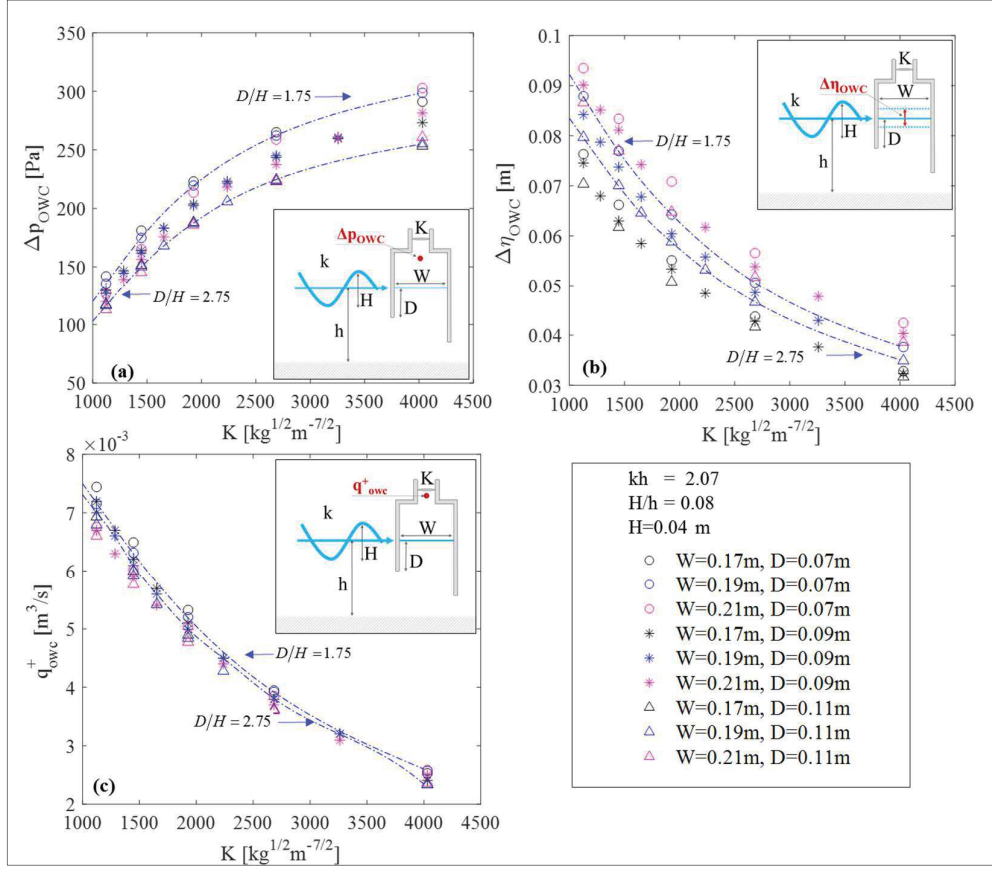 350
300
250
200
150
100
50
Δp_OWC [Pa]
D/H = 1.75
D/H = 2.75
(a)
K
Δp_OWC
k
W
H
D
h
1000 1500 2000 2500 3000 3500 4000 4500
K [kg^{1/2}m^{-7/2}]
0.1
0.09
0.08
0.07
0.06
0.05
0.04
0.03
Δη_OWC [m]
D/H = 1.75
D/H = 2.75
(b)
K
W
Δη_OWC
k
H
D
h
1000 1500 2000 2500 3000 3500 4000 4500
K [kg^{1/2}m^{-7/2}]
×10^{-3}
8
7
6
5
4
3
2
q^+_owc [m^3/s]
D/H = 1.75
D/H = 2.75
(c)
K
q^+_owc
k
W
H
D
h
1000 1500 2000 2500 3000 3500 4000 4500
K [kg^{1/2}m^{-7/2}]
kh = 2.07
H/h = 0.08
H=0.04 m
W=0.17m, D=0.07m
W=0.19m, D=0.07m
W=0.21m, D=0.07m
W=0.17m, D=0.09m
W=0.19m, D=0.09m
W=0.21m, D=0.09m
W=0.17m, D=0.11m
W=0.19m, D=0.11m
W=0.21m, D=0.11m